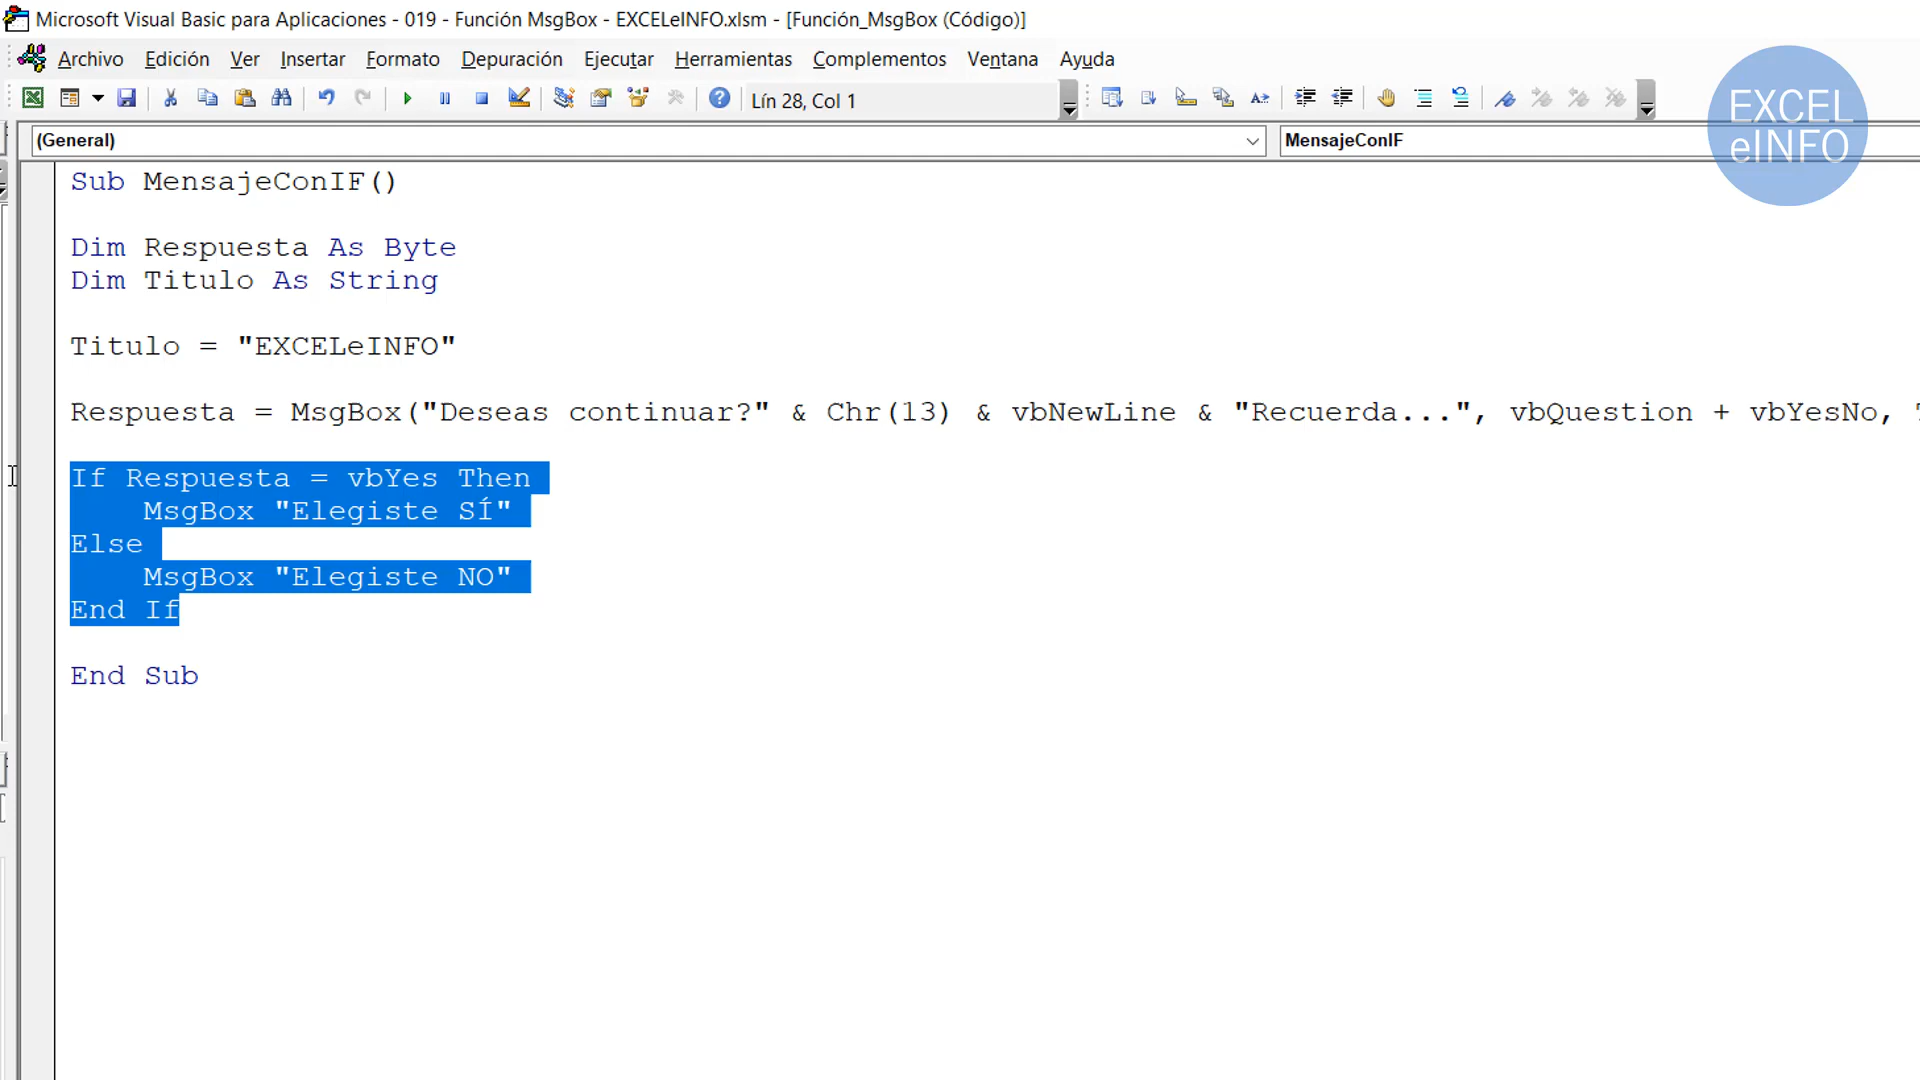 Microsoft Visual Basic para Aplicaciones - 019 - Función MsgBox - EXCELeINFO.xlsm - [Función_MsgBox (Código)]
Archivo Edición Ver Insertar Formato Depuración Ejecutar Herramientas Complementos Ventana Ayuda
Lín 28, Col 1
EXCEL
eINFO
(General) MensajeConIF
Sub MensajeConIF()
Dim Respuesta As Byte
Dim Titulo As String
Titulo = "EXCELeINFO"
Respuesta = MsgBox("Deseas continuar?" & Chr(13) & vbNewLine & "Recuerda...", vbQuestion + vbYesNo,
If Respuesta = vbYes Then
MsgBox "Elegiste SÍ"
Else
MsgBox "Elegiste NO"
End If
End Sub